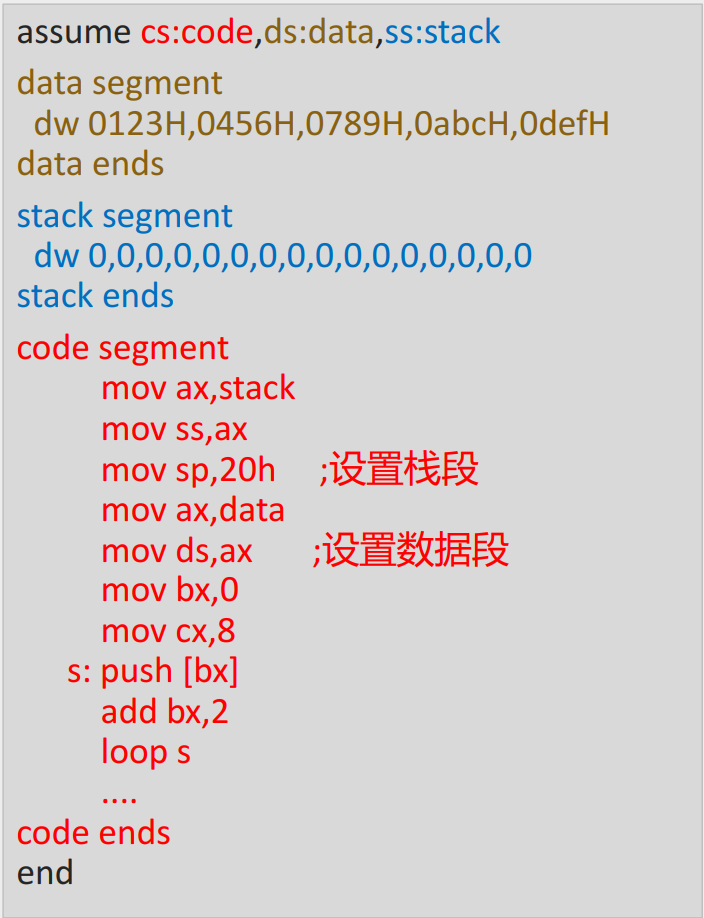 assume cs:code,ds:data,ss:stack
data segment
dw 0123H,0456H,0789H,0abcH,0defH
data ends
stack segment
dw 0,0,0,0,0,0,0,0,0,0,0,0,0,0,0,0
stack ends
code segment
mov ax,stack
mov ss,ax
mov sp,20h ;设置栈段
mov ax,data
mov ds,ax ;设置数据段
mov bx,0
mov cx,8
s: push [bx]
add bx,2
loop s
....
code ends
end